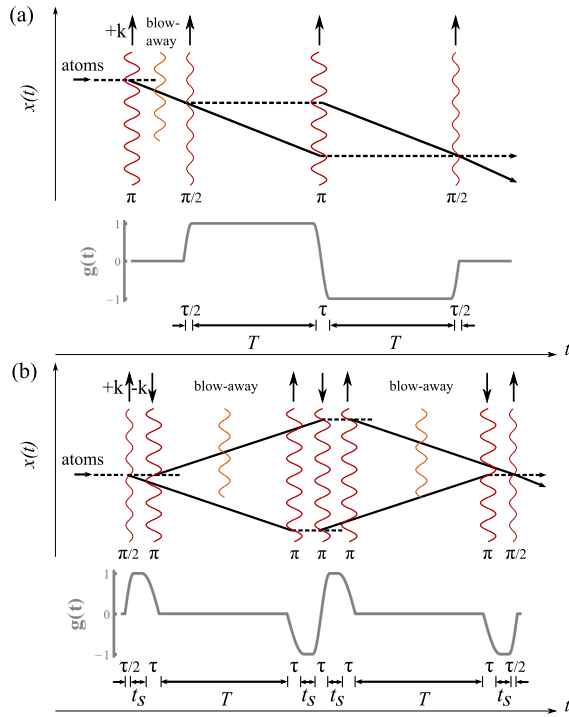 (a)
+k
blow-
away
atoms
x(t)
π π/2 π π/2
g(t)
1
0
−1
τ/2 τ τ/2
T T
t
(b)
+k -k blow-away blow-away
x(t)
atoms
π/2 π π π π π π/2
g(t)
1
0
−1
τ/2 τ τ τ τ τ τ/2
t_S T t_S t_S T t_S
t